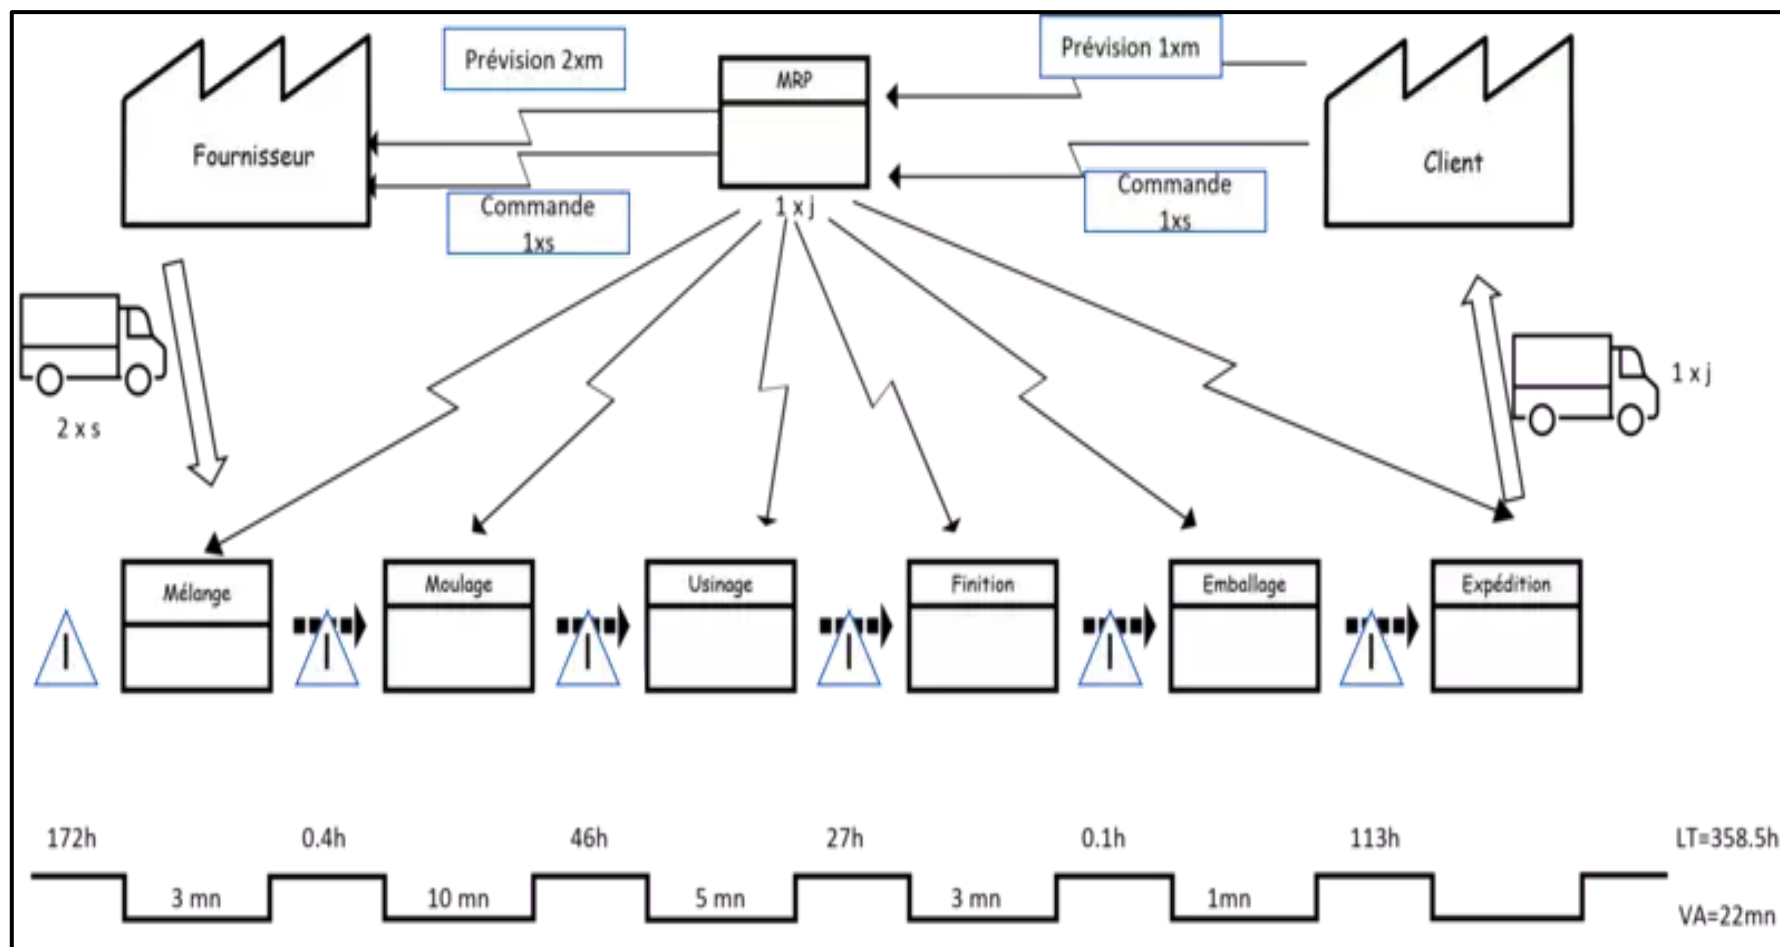 Prévision 2xm
MRP
Prévision 1xm
Fournisseur
Client
Commande
1xs
1 x j
Commande
1xs
2 x s
1 x j
Mélange
Moulage
Usinage
Finition
Emballage
Expédition
I
I
I
I
I
I
172h
0.4h
46h
27h
0.1h
113h
LT=358.5h
3 mn
10 mn
5 mn
3 mn
1mn
VA=22mn